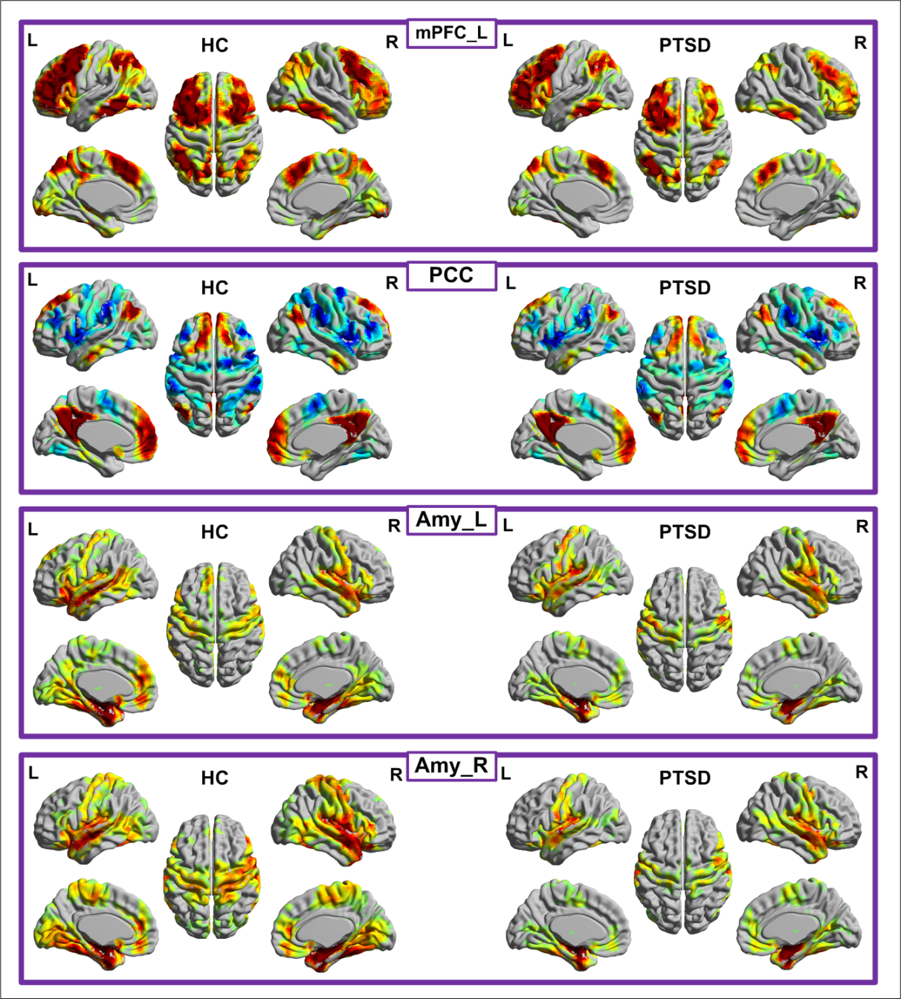 mPFC_L
L HC R L PTSD R
PCC
L HC R L PTSD R
Amy_L
L HC R L PTSD R
Amy_R
L HC R L PTSD R